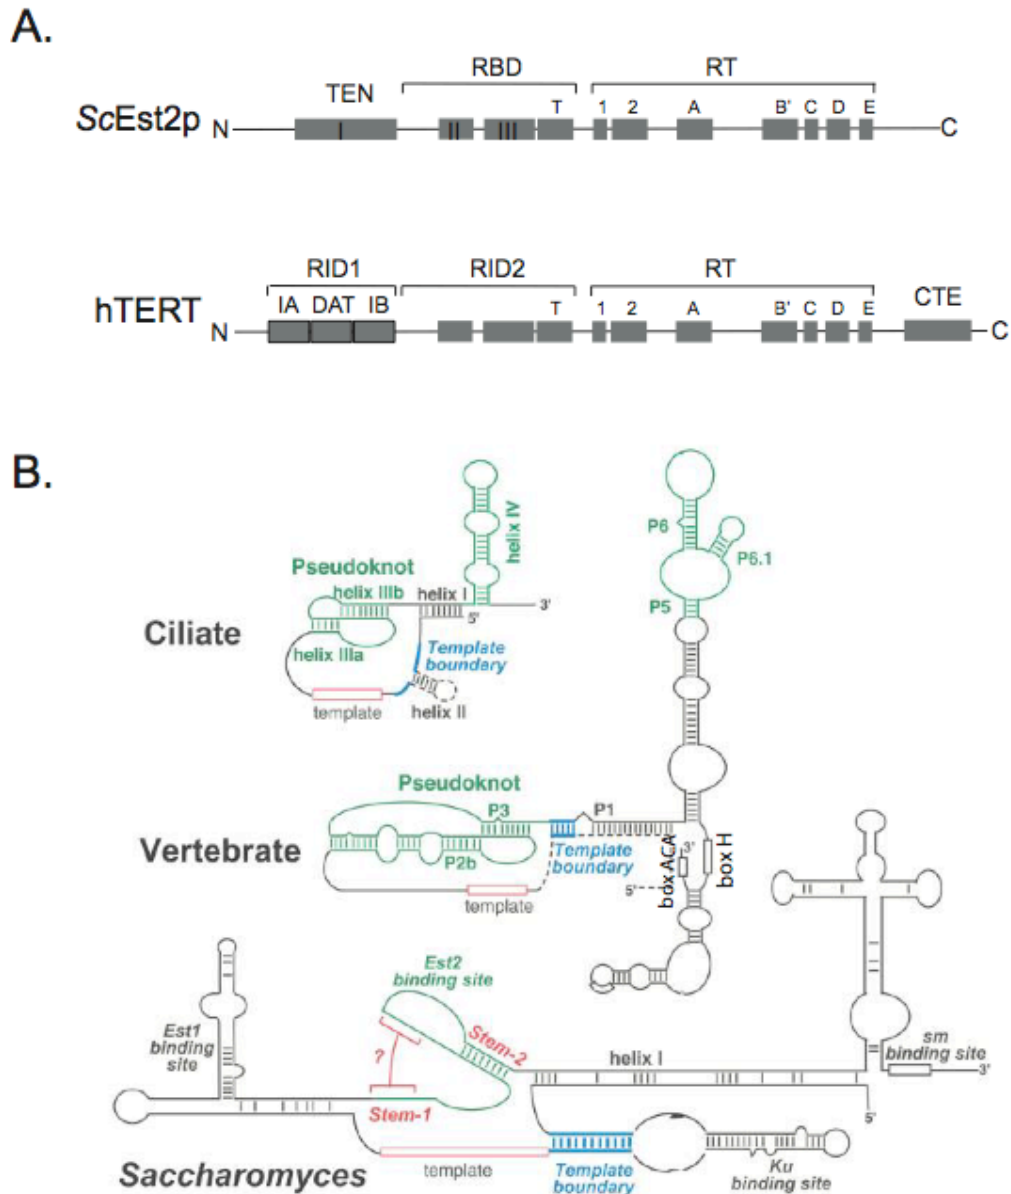 A.
RBD RT
TEN
T 1 2 A B' C D E
ScEst2p N I II III C
RID1 RID2 RT
IA DAT IB T 1 2 A B' C D E CTE
hTERT N C
B.
helix IV
P6
P6.1
P5
Pseudoknot
helix IIIb helix I
5' 3'
Ciliate
helix IIIa
Template
boundary
template
helix II
Pseudoknot
P3 P1
Vertebrate
P2b
Template
boundary
3'
5'
box ACA
box H
template
Est2
binding site
Est1
binding site
?
Stem-2
Stem-1
helix I
sm
binding site
3'
5'
Saccharomyces
template
Template
boundary
Ku
binding site